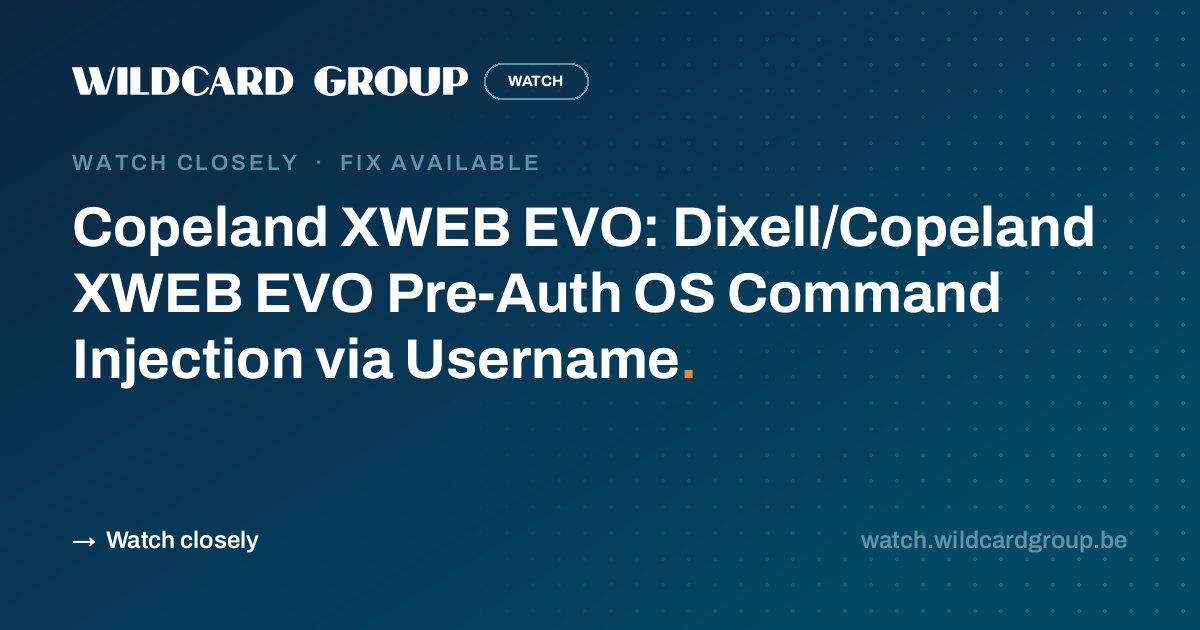 WILDCARD GROUP WATCH
WATCH CLOSELY · FIX AVAILABLE
Copeland XWEB EVO: Dixell/Copeland
XWEB EVO Pre-Auth OS Command
Injection via Username.
→ Watch closely
watch.wildcardgroup.be